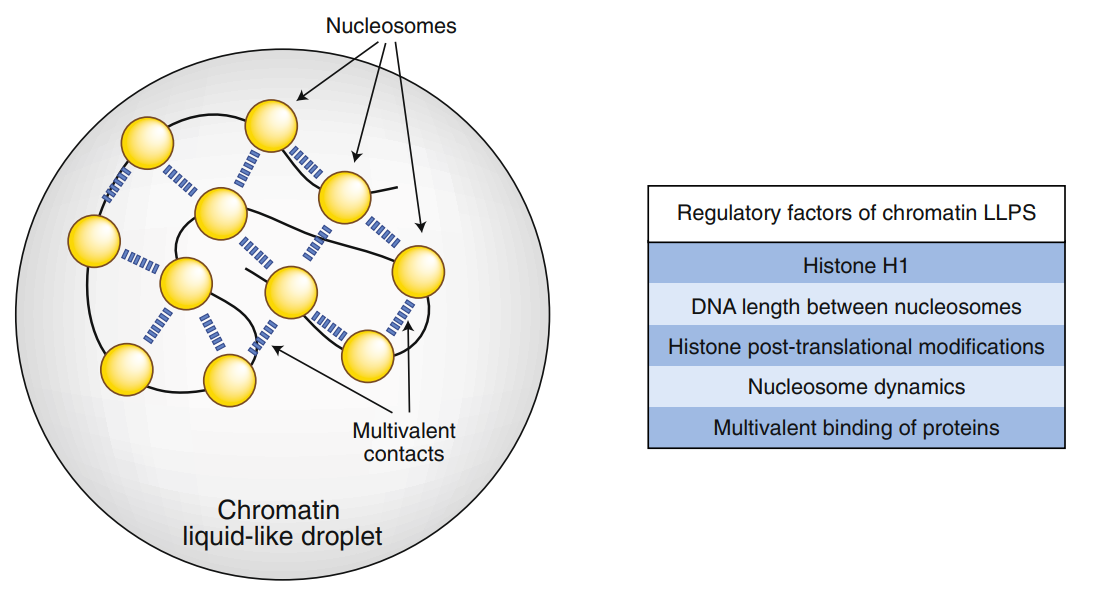 Nucleosomes
Multivalent
contacts
Chromatin
liquid-like droplet
Regulatory factors of chromatin LLPS
Histone H1
DNA length between nucleosomes
Histone post-translational modifications
Nucleosome dynamics
Multivalent binding of proteins